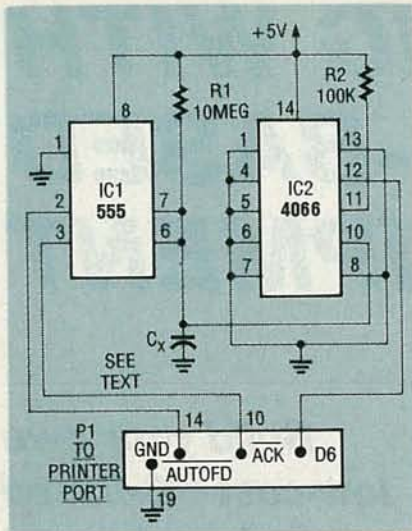 +5V
R1
10MEG
R2
100K
8
14
1
IC1
555
2
3
7
6
1
4
5
6
7
IC2
4066
13
12
11
10
8
CX
SEE
TEXT
P1
TO
PRINTER
PORT
14
10
GND
AUTOFD
ACK
D6
19